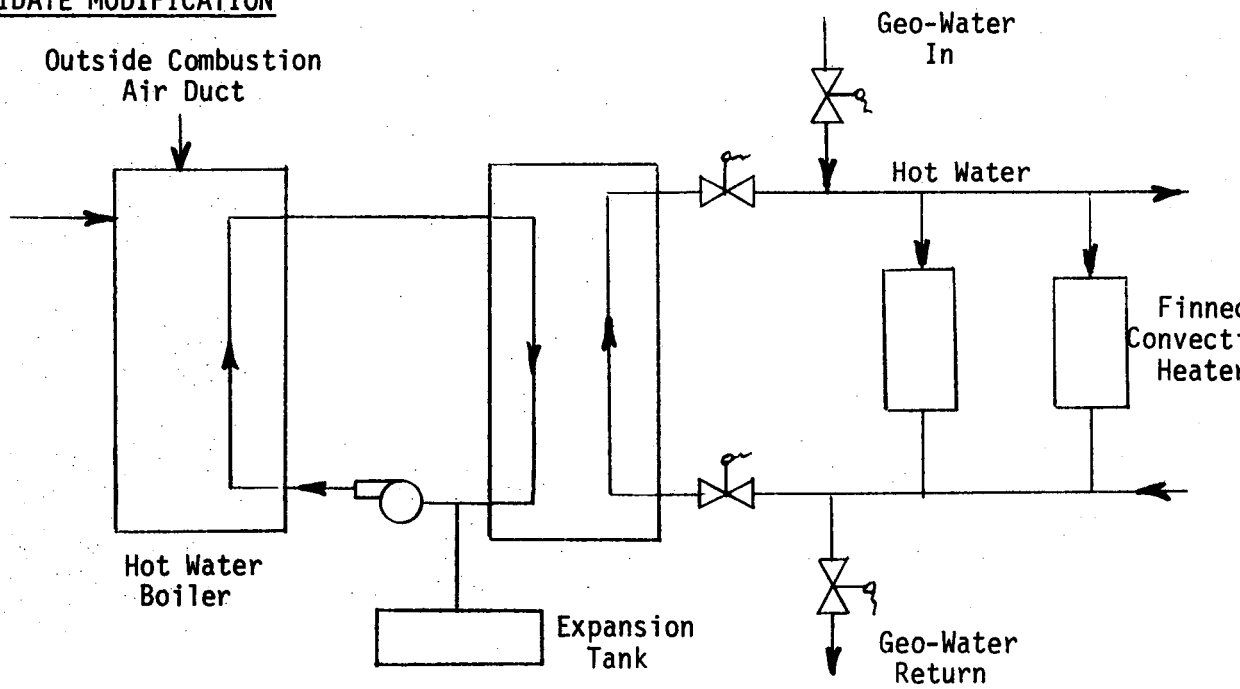 IDATE MODIFICATION
Outside Combustion
Air Duct
Geo-Water
In
Hot Water
Finned
Convecti
Heater
Hot Water
Boiler
Expansion
Tank
Geo-Water
Return